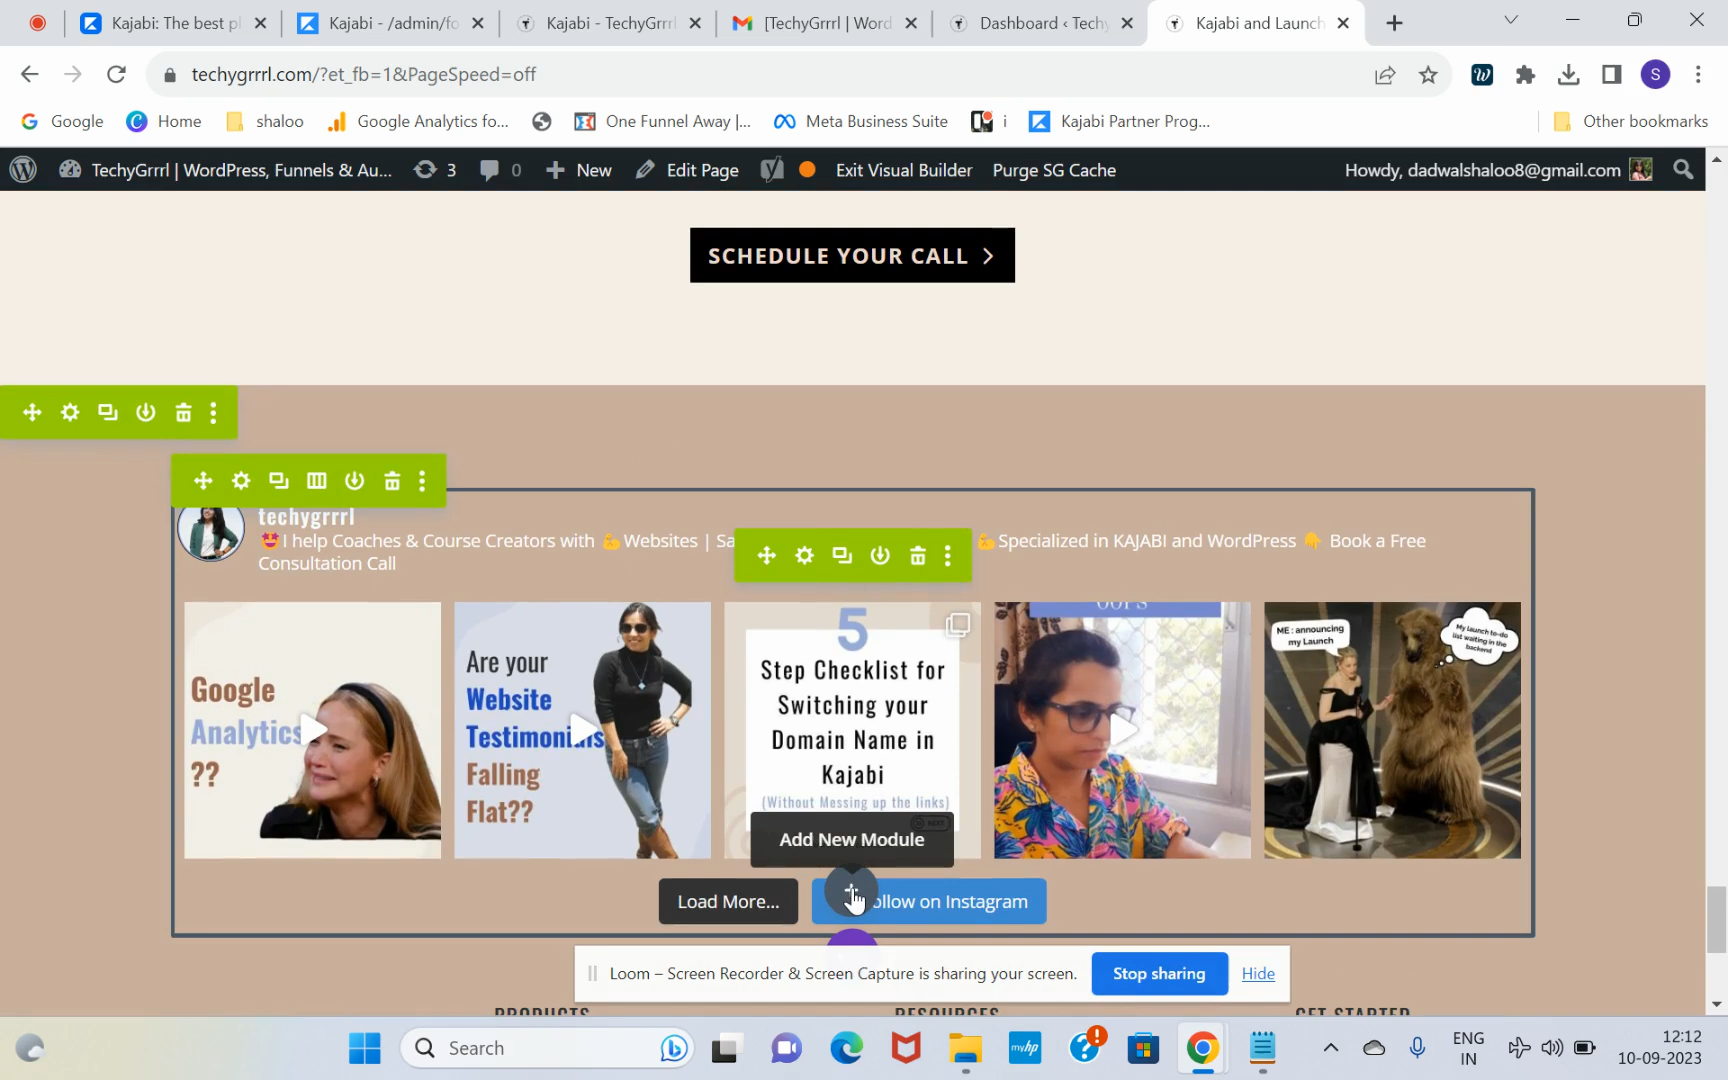 Kajabi: The best pl
Kajabi - /admin/fo
Kajabi - TechyGrrrl
[TechyGrrrl | Word
Dashboard ‹ Techy
Kajabi and Launch
techygrrrl.com/?et_fb=1&PageSpeed=off
S
Google
Home
shaloo
Google Analytics fo...
One Funnel Away |...
Meta Business Suite
i
Kajabi Partner Prog...
Other bookmarks
TechyGrrrl | WordPress, Funnels & Au...
3
0
New
Edit Page
Exit Visual Builder
Purge SG Cache
Howdy, dadwalshaloo8@gmail.com
SCHEDULE YOUR CALL
techygrrrl
🤩I help Coaches & Course Creators with 💪Websites | Sa
💪Specialized in KAJABI and WordPress 👇 Book a Free
Consultation Call
Google
Analytics
??
Are your
Website
Testimonials
Falling
Flat??
5
Step Checklist for
Switching your
Domain Name in
Kajabi
(Without Messing up the links)
NEXT
OOPS
ME : announcing
my Launch
My launch to-do
list waiting in the
backend
Add New Module
Load More...
ollow on Instagram
Loom – Screen Recorder & Screen Capture is sharing your screen.
Stop sharing
Hide
PRODUCTS
RESOURCES
GET STARTED
Search
myhp
ENG
IN
12:12
10-09-2023